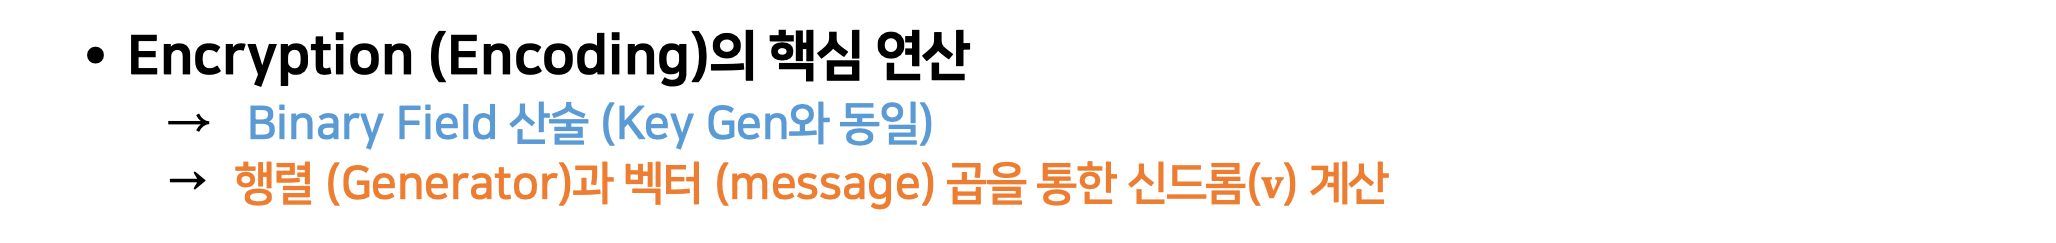 • Encryption (Encoding)의 핵심 연산
→ Binary Field 산술 (Key Gen와 동일)
→ 행렬 (Generator)과 벡터 (message) 곱을 통한 신드롬(v) 계산